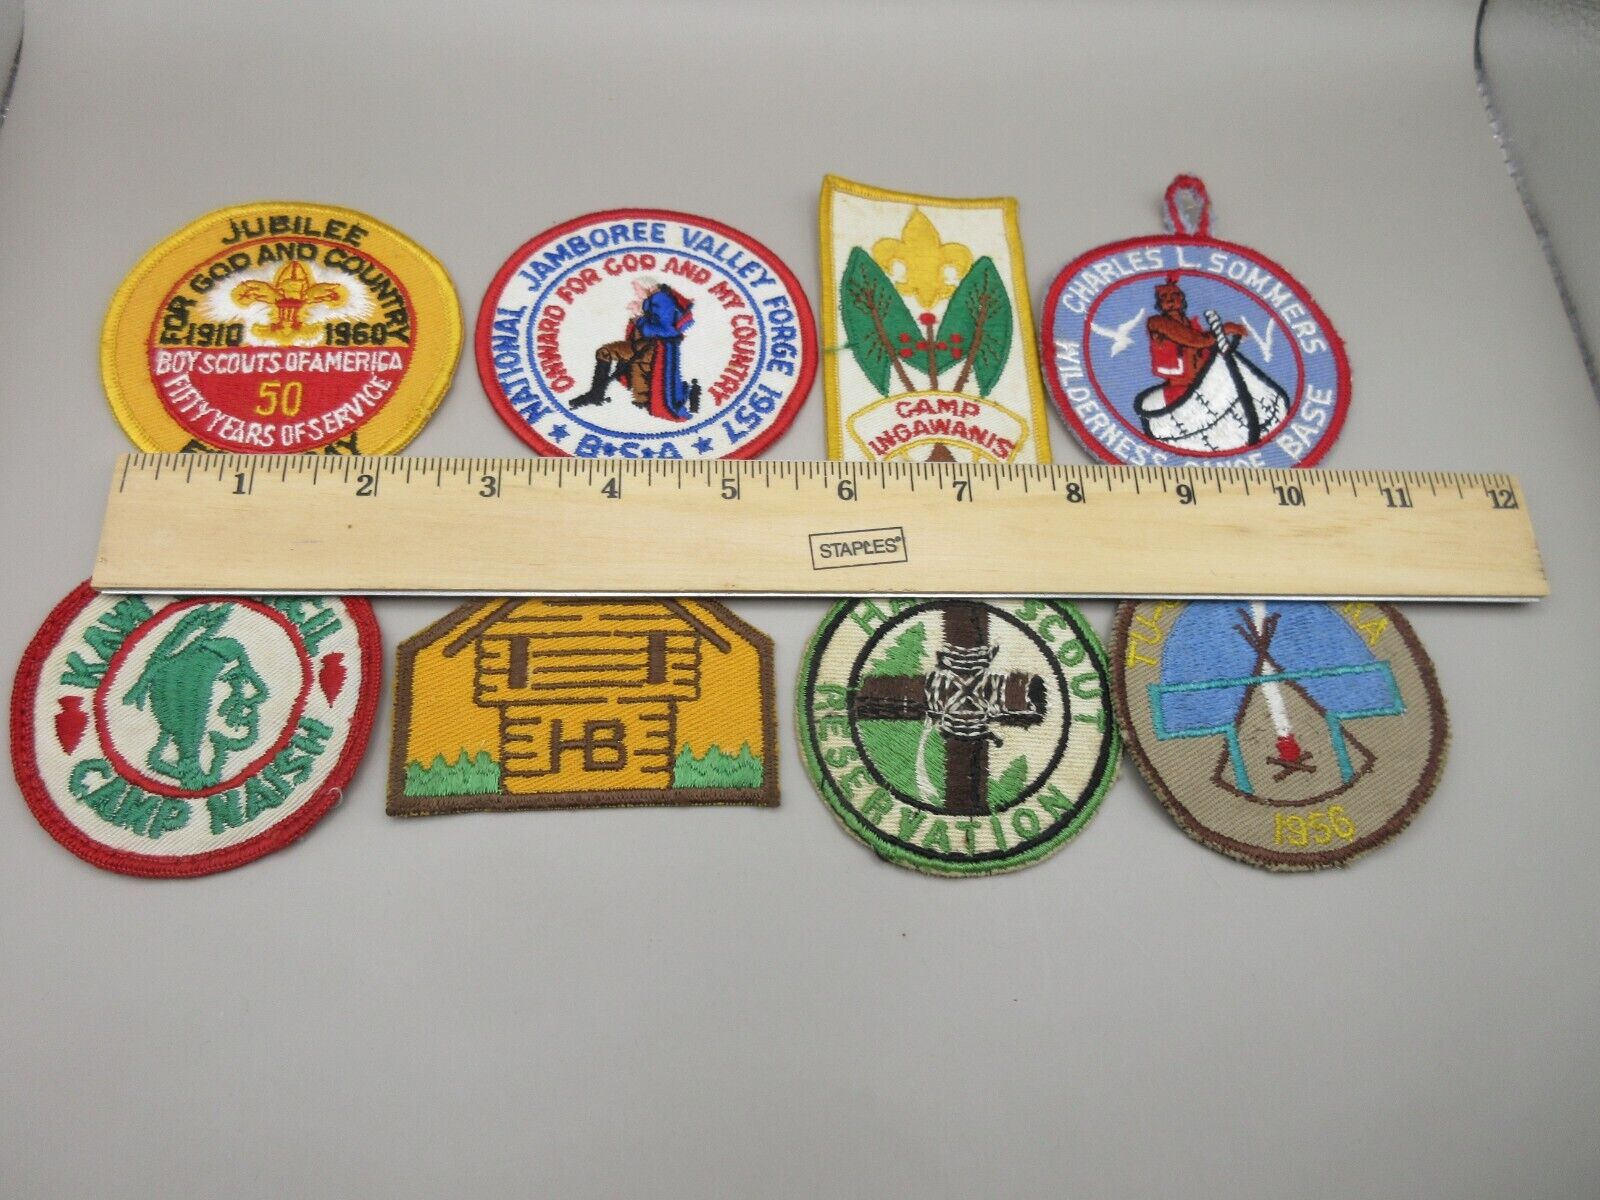 JUBILEE
FOR GOD AND COUNTRY
1910 1960
BOY SCOUTS OF AMERICA
50
FIFTY YEARS OF SERVICE
NATIONAL JAMBOREE VALLEY FORGE 1957
ONWARD FOR GOD AND MY COUNTRY
B★S★A
CAMP
INGAWANIS
CHARLES L. SOMMERS
WILDERNESS CANOE BASE
1 2 3 4 5 6 7 8 9 10 11 12
STAPLES
KAW
CAMP NAISH
HB
SCOUT
RESERVATION
1956